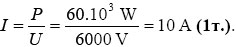 I = P/U = 60.10³ W / 6000 V = 10 A (1т.).